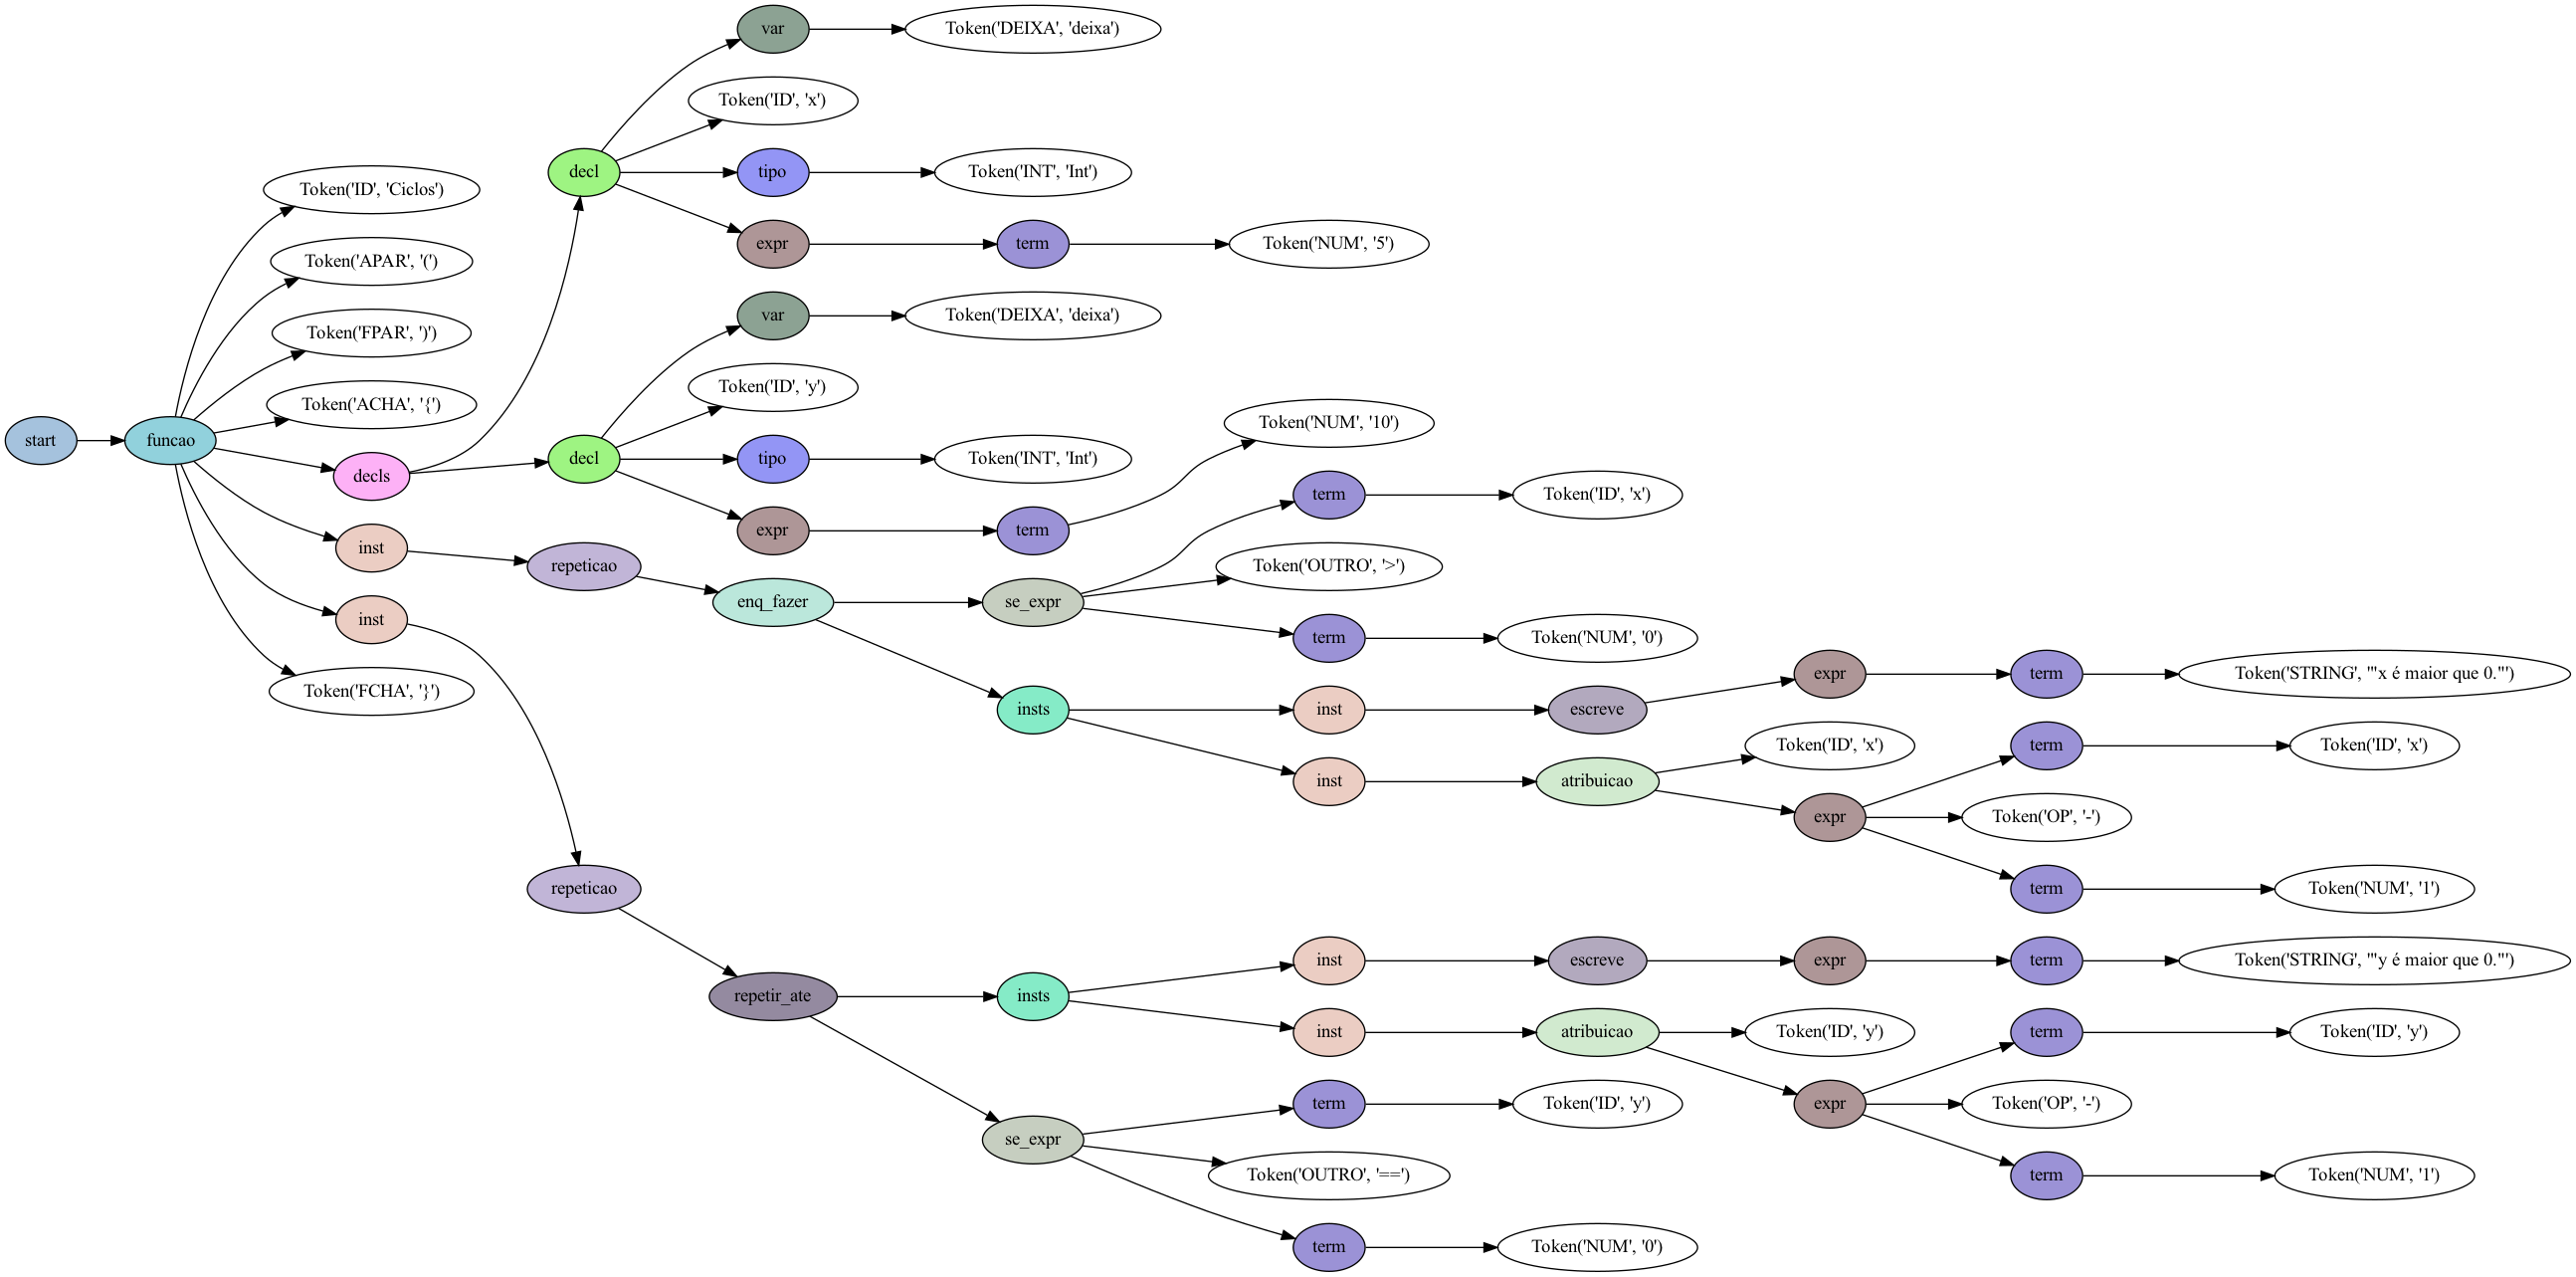 start
funcao
Token('ID', 'Ciclos')
Token('APAR', '(')
Token('FPAR', ')')
Token('ACHA', '{')
decls
decl
var
Token('DEIXA', 'deixa')
Token('ID', 'x')
tipo
Token('INT', 'Int')
expr
term
Token('NUM', '5')
decl
var
Token('DEIXA', 'deixa')
Token('ID', 'y')
tipo
Token('INT', 'Int')
expr
term
Token('NUM', '10')
inst
repeticao
enq_fazer
se_expr
term
Token('ID', 'x')
Token('OUTRO', '>')
term
Token('NUM', '0')
insts
inst
escreve
expr
term
Token('STRING', '"x é maior que 0."')
inst
atribuicao
Token('ID', 'x')
expr
term
Token('ID', 'x')
Token('OP', '-')
term
Token('NUM', '1')
inst
repeticao
repetir_ate
insts
inst
escreve
expr
term
Token('STRING', '"y é maior que 0."')
inst
atribuicao
Token('ID', 'y')
expr
term
Token('ID', 'y')
Token('OP', '-')
term
Token('NUM', '1')
se_expr
term
Token('ID', 'y')
Token('OUTRO', '==')
term
Token('NUM', '0')
Token('FCHA', '}')